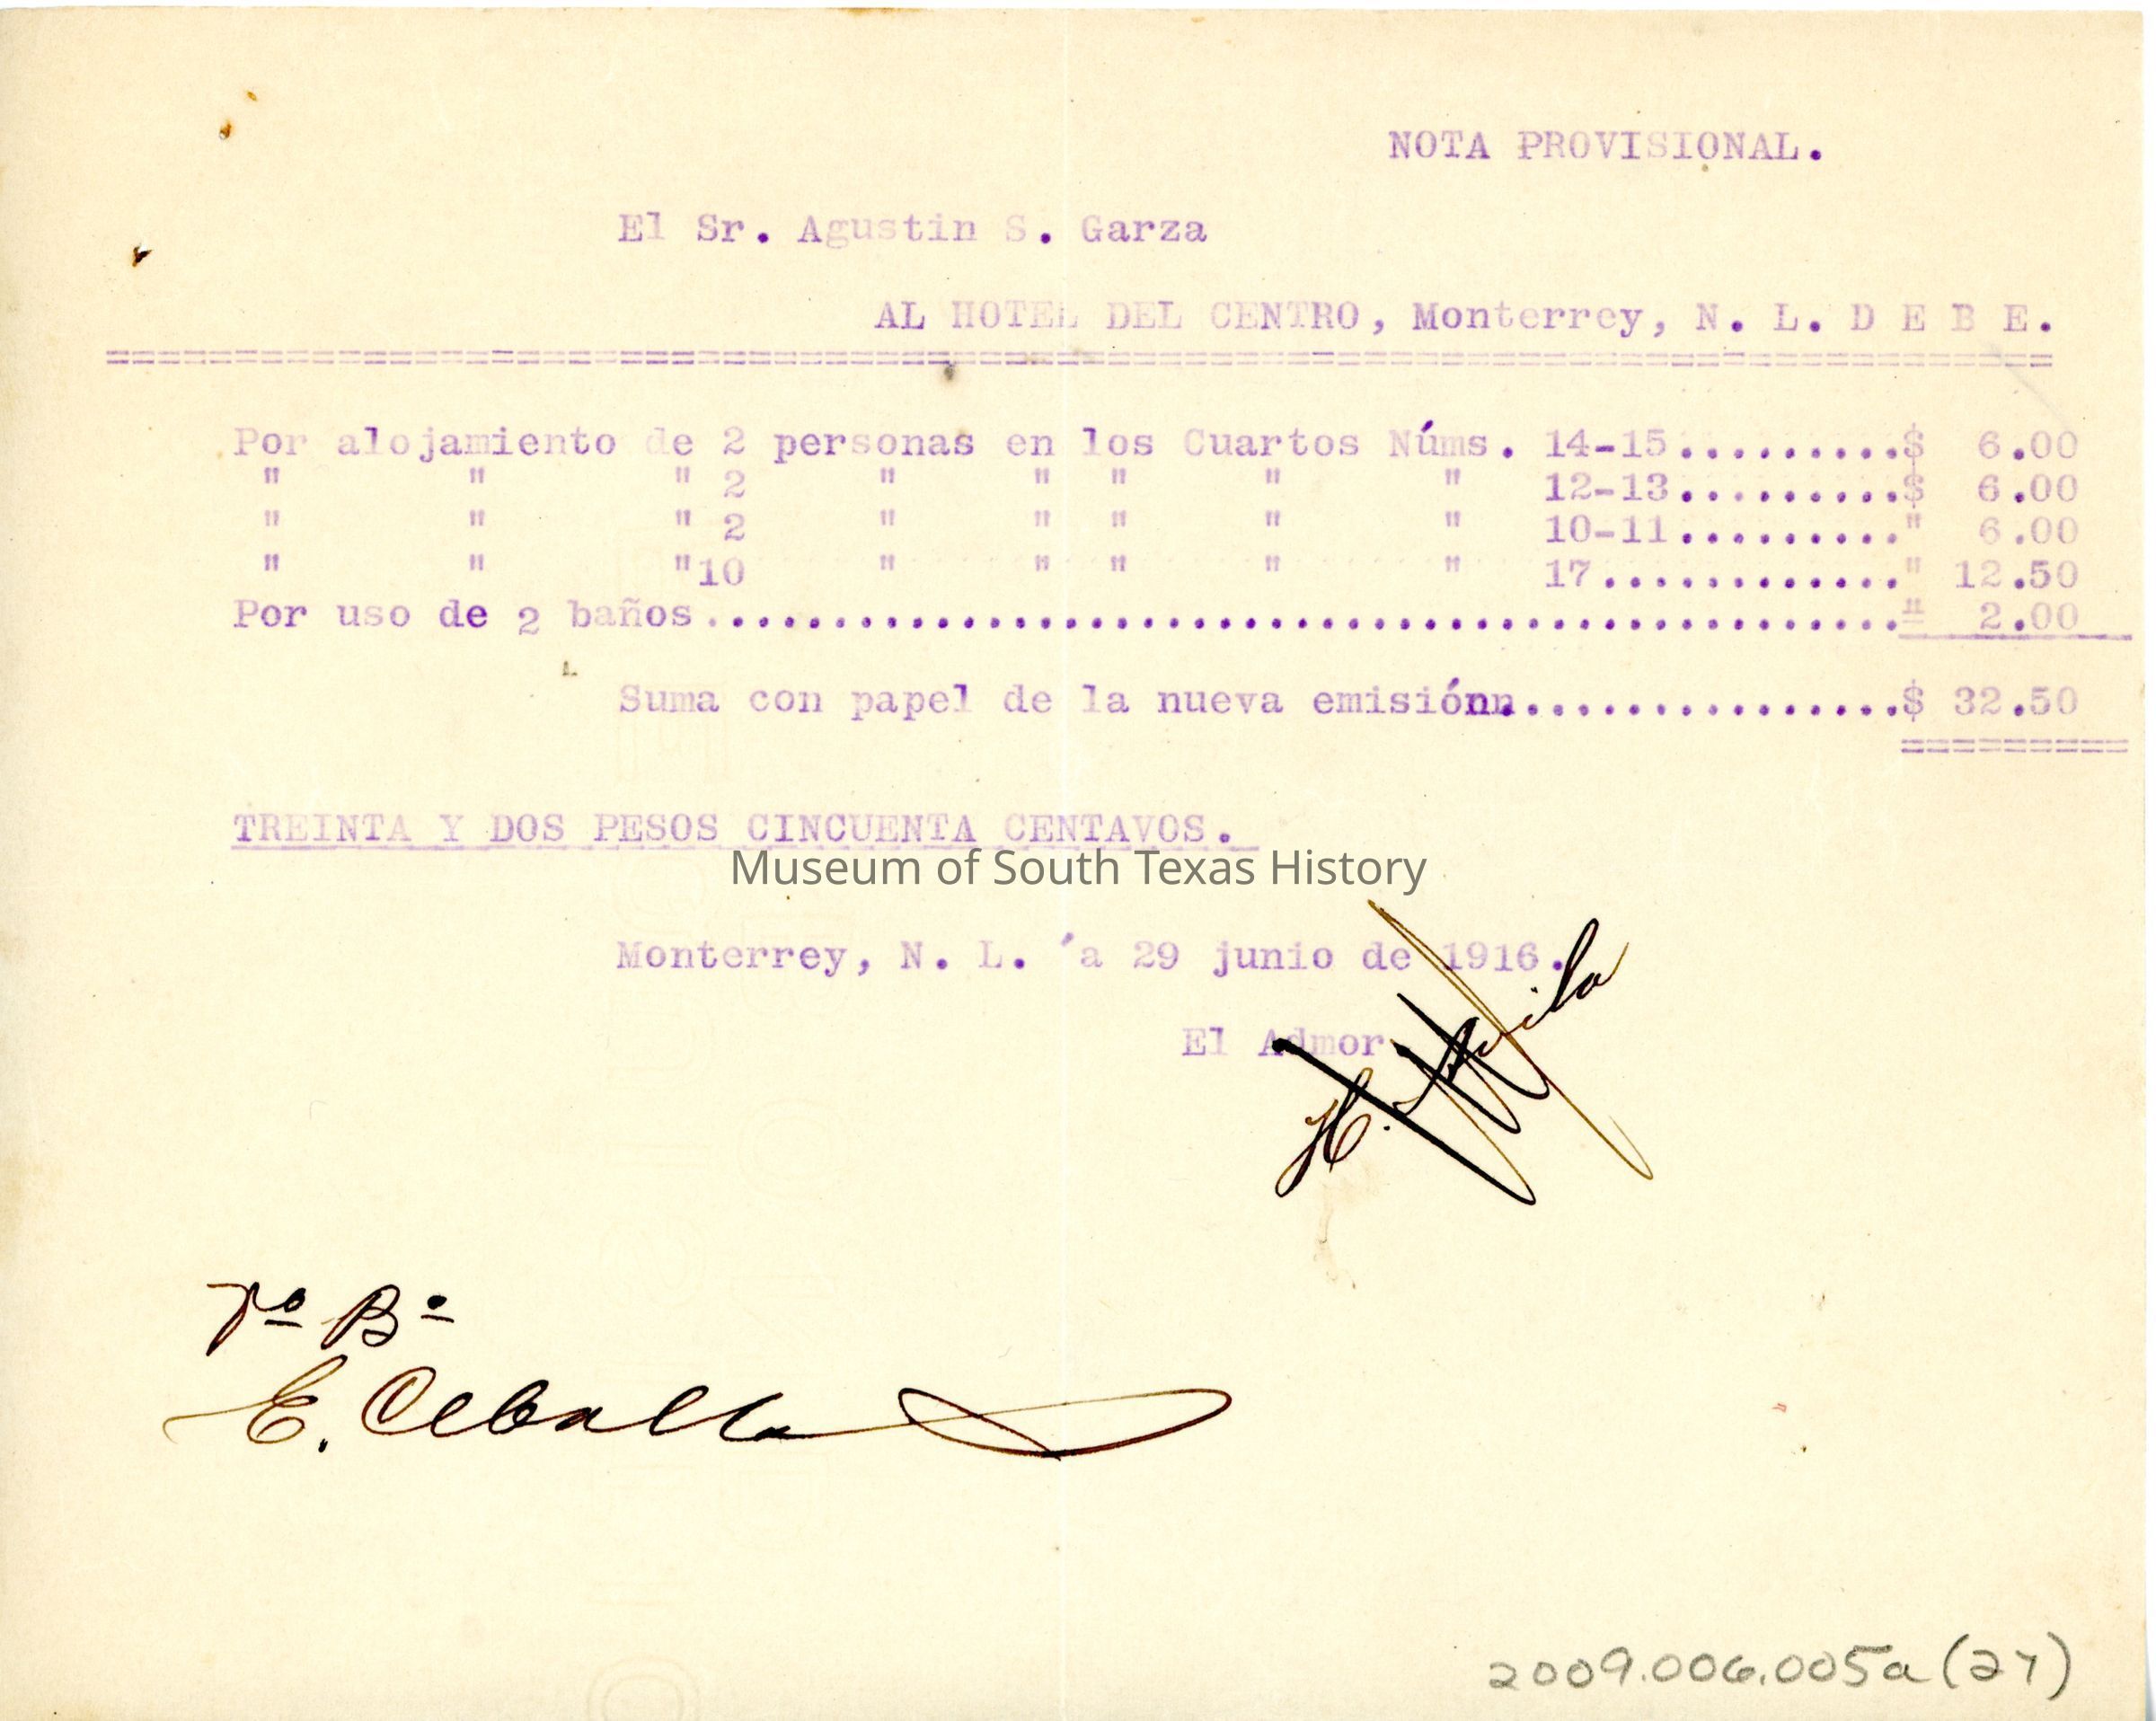 NOTA PROVISIONAL.
El Sr. Agustin S. Garza
AL HOTEL DEL CENTRO, Monterrey, N. L. D E B E.
Por alojamiento de 2 personas en los Cuartos Núms. 14-15.........$ 6.00
" " " 2 " " " " " 12-13.........$ 6.00
" " " 2 " " " " " 10-11........." 6.00
" " "10 " " " " " 17............" 12.50
Por uso de 2 baños..............................................." 2.00
Suma con papel de la nueva emisiónn...............$ 32.50
TREINTA Y DOS PESOS CINCUENTA CENTAVOS.
Museum of South Texas History
Monterrey, N. L. ´a 29 junio de 1916.
El Admor.
H. Avila
Vo Bo
E. Ceballos
2009.006.005a (27)